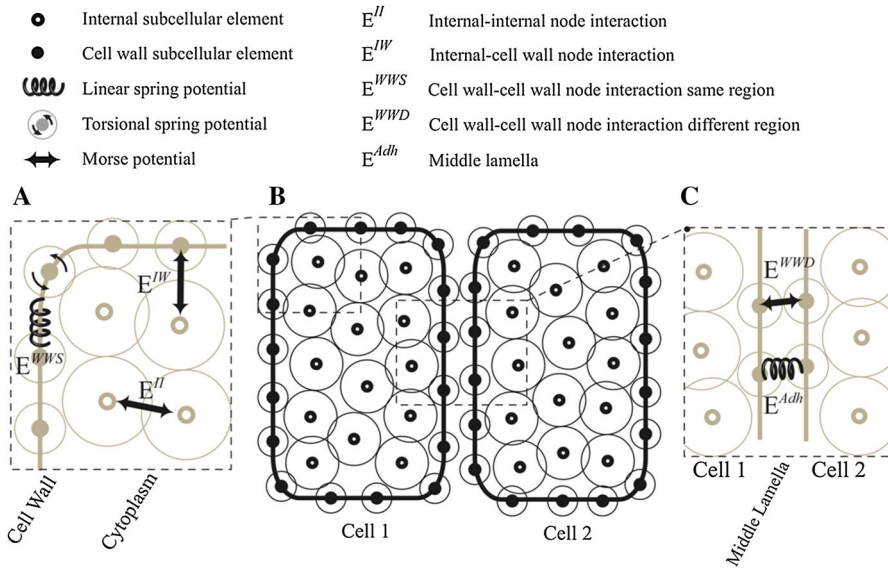 Internal subcellular element
Cell wall subcellular element
Linear spring potential
Torsional spring potential
Morse potential
E^II Internal-internal node interaction
E^IW Internal-cell wall node interaction
E^WWS Cell wall-cell wall node interaction same region
E^WWD Cell wall-cell wall node interaction different region
E^Adh Middle lamella
A
E^IW
E^WWS
E^II
Cell Wall
Cytoplasm
B
Cell 1
Cell 2
C
E^WWD
E^Adh
Cell 1
Cell 2
Middle Lamella